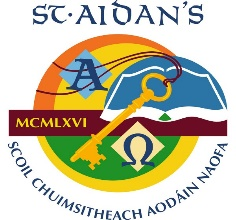 ST·AIDAN'S
A
MCMLXVI
Ω
SCOIL CHUIMSITHEACH AODÁIN NAOFA